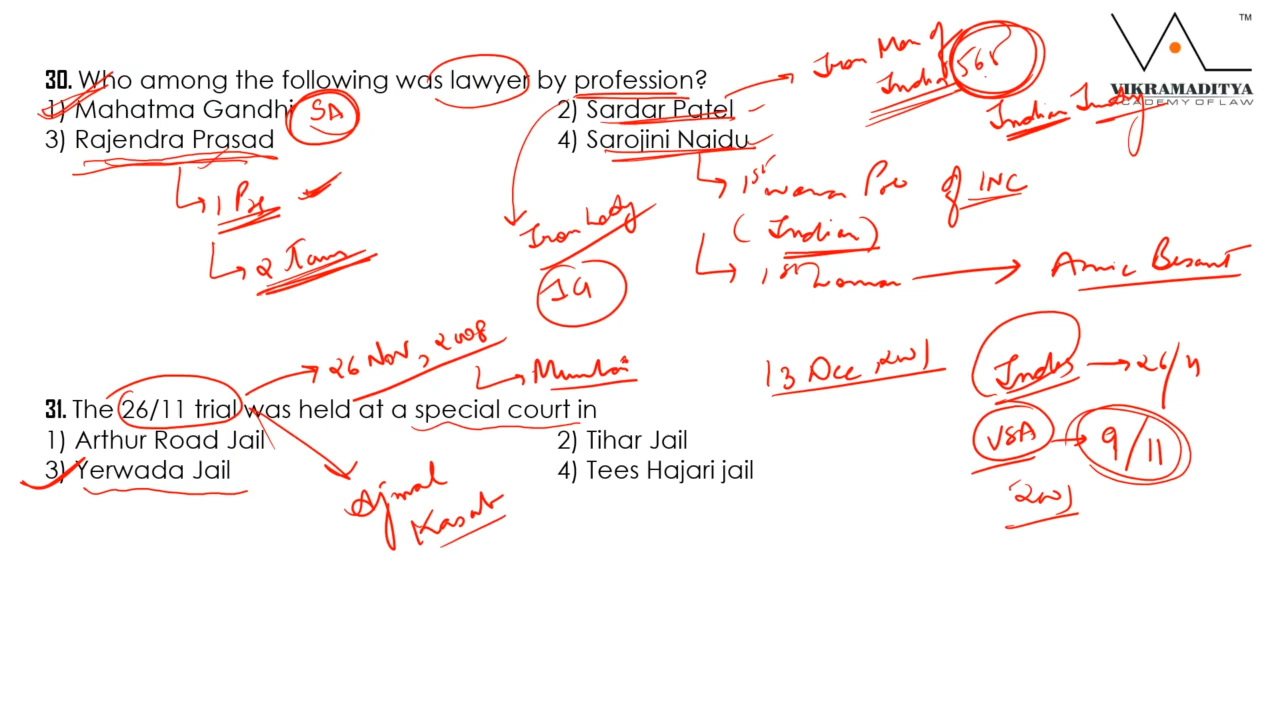 TM
VIKRAMADITYA
ACADEMY OF LAW
30. Who among the following was lawyer by profession?
1) Mahatma Gandhi
2) Sardar Patel
3) Rajendra Prasad
4) Sarojini Naidu
SA
Iron Man of
India
565
Indian
1 Pre
1st woman Pre of INC
(Indian)
Iron Lady
IG
1st woman
Annie Besant
26 Nov, 2008
Mumbai
13 Dec, 2001
India → 26/11
USA → 9/11
2001
31. The 26/11 trial was held at a special court in
1) Arthur Road Jail
2) Tihar Jail
3) Yerwada Jail
4) Tees Hajari jail
Ajmal
Kasab